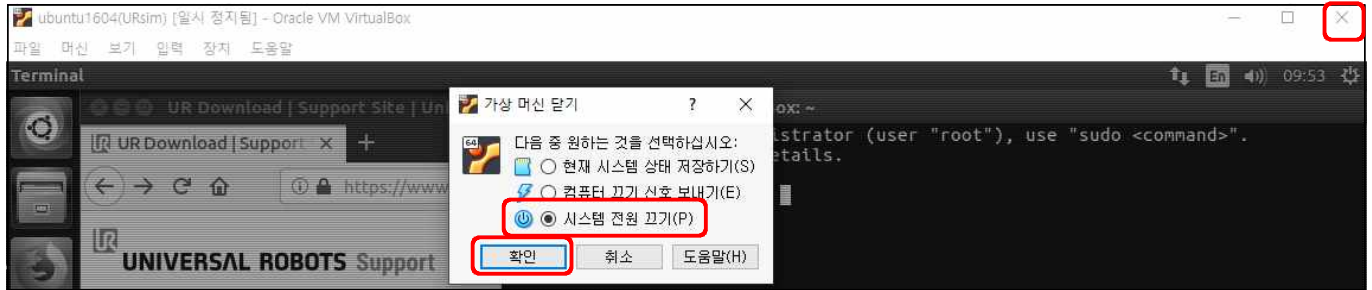 ubuntu1604(URsim) [일시 정지됨] - Oracle VM VirtualBox
파일 머신 보기 입력 장치 도움말
Terminal En 09:53
UR Download | Support Site | Uni
ox: ~
UR Download | Support
https://www
UNIVERSAL ROBOTS Support
istrator (user "root"), use "sudo <command>".
etails.
가상 머신 닫기 ?
64
다음 중 원하는 것을 선택하십시오:
현재 시스템 상태 저장하기(S)
컴퓨터 끄기 신호 보내기(E)
시스템 전원 끄기(P)
확인 취소 도움말(H)